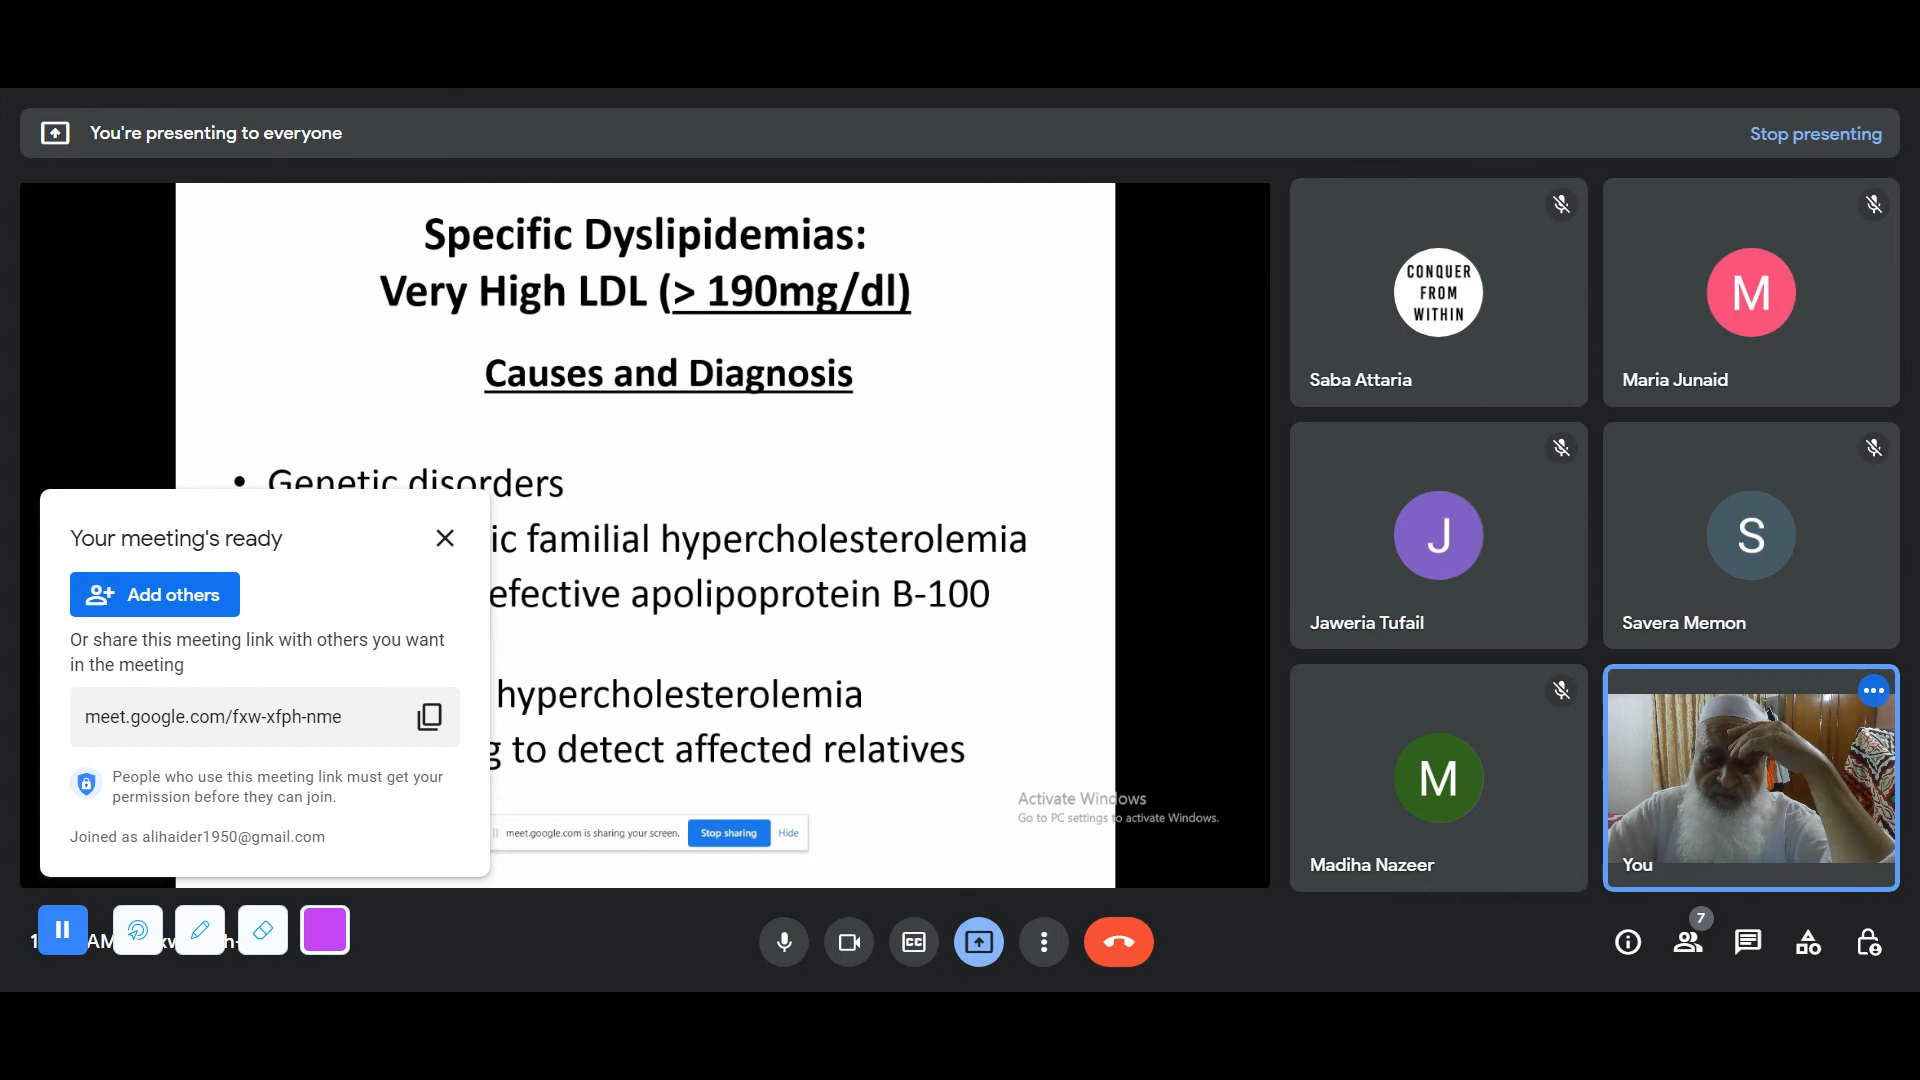 You're presenting to everyone
Stop presenting
Specific Dyslipidemias:
Very High LDL (> 190mg/dl)
Causes and Diagnosis
• Genetic disorders
ic familial hypercholesterolemia
efective apolipoprotein B-100
hypercholesterolemia
g to detect affected relatives
Your meeting's ready
Add others
Or share this meeting link with others you want
in the meeting
meet.google.com/fxw-xfph-nme
People who use this meeting link must get your
permission before they can join.
Joined as alihaider1950@gmail.com
meet.google.com is sharing your screen.
Stop sharing
Hide
Activate Windows
Go to PC settings to activate Windows.
CONQUER
FROM
WITHIN
Saba Attaria
M
Maria Junaid
J
Jaweria Tufail
S
Savera Memon
M
Madiha Nazeer
You
AM
CC
7